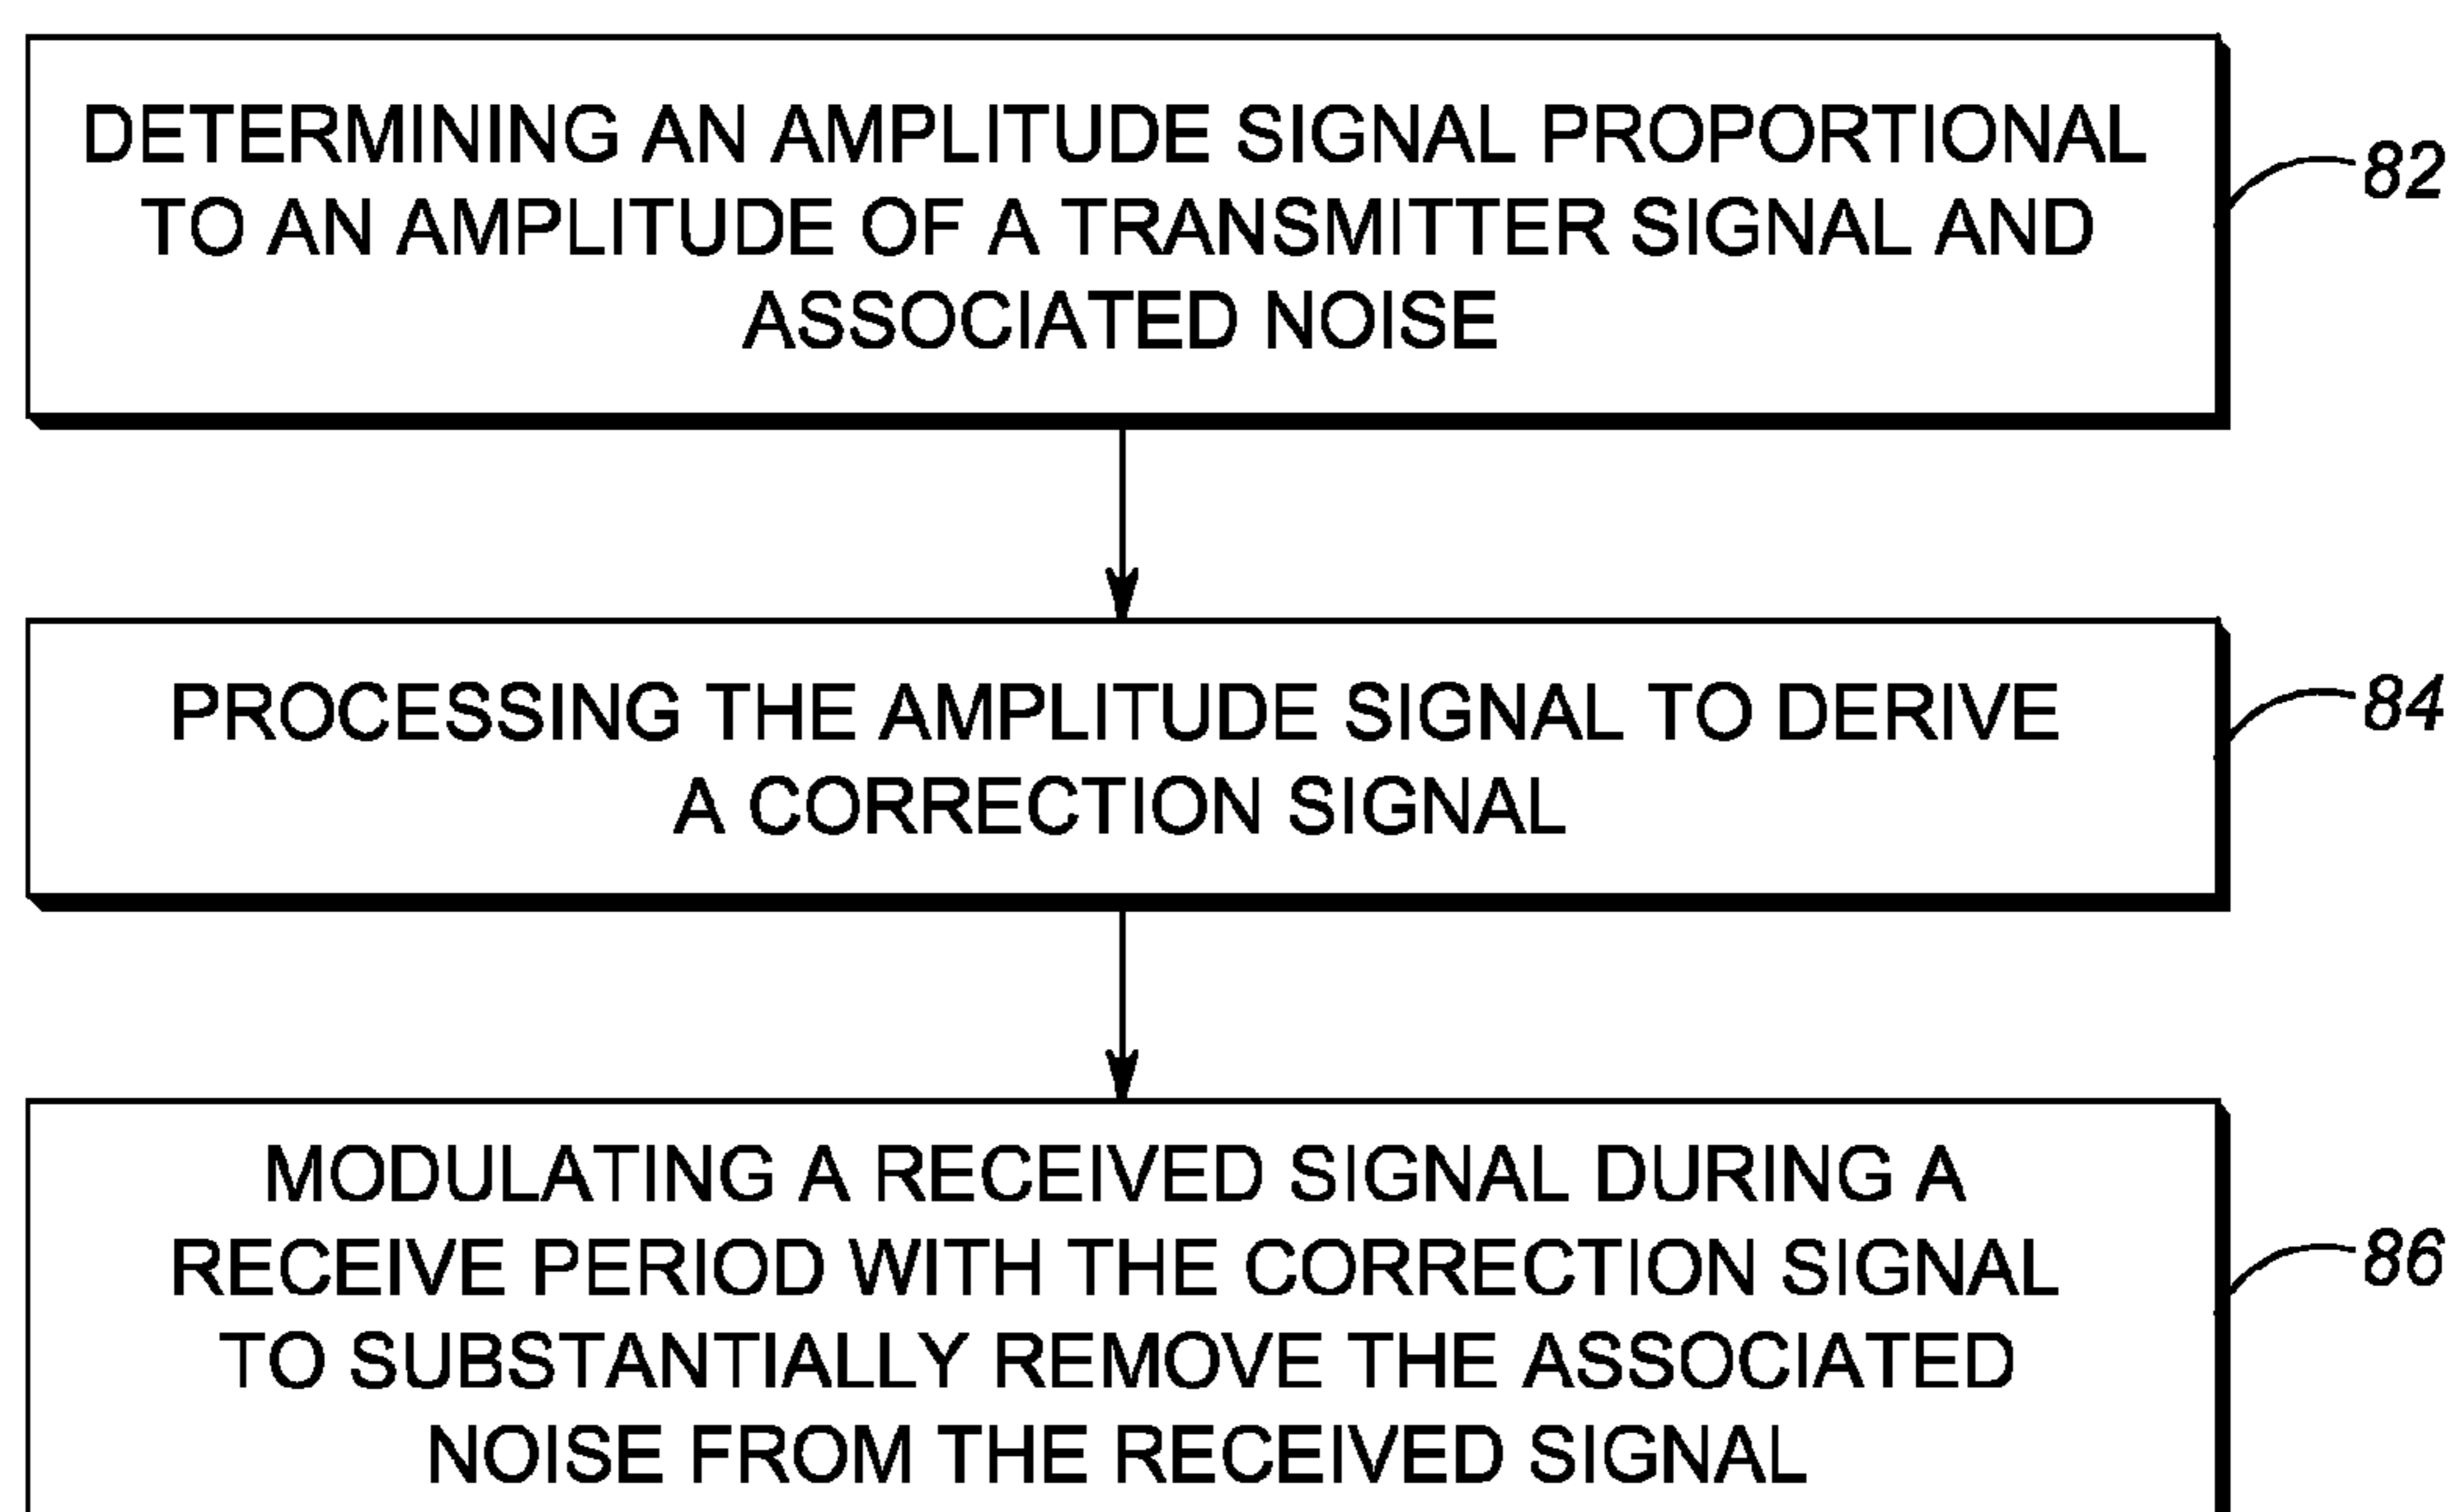 DETERMINING AN AMPLITUDE SIGNAL PROPORTIONAL
TO AN AMPLITUDE OF A TRANSMITTER SIGNAL AND
ASSOCIATED NOISE
82
PROCESSING THE AMPLITUDE SIGNAL TO DERIVE
A CORRECTION SIGNAL
84
MODULATING A RECEIVED SIGNAL DURING A
RECEIVE PERIOD WITH THE CORRECTION SIGNAL
TO SUBSTANTIALLY REMOVE THE ASSOCIATED
NOISE FROM THE RECEIVED SIGNAL
86